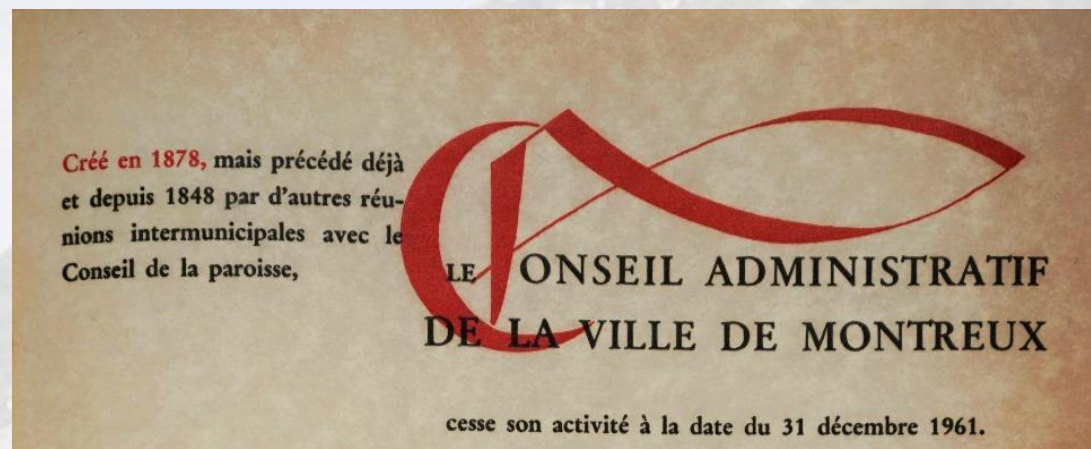 Créé en 1878, mais précédé déjà
et depuis 1848 par d'autres réu-
nions intermunicipales avec le
Conseil de la paroisse,
LE CONSEIL ADMINISTRATIF
DE LA VILLE DE MONTREUX
cesse son activité à la date du 31 décembre 1961.